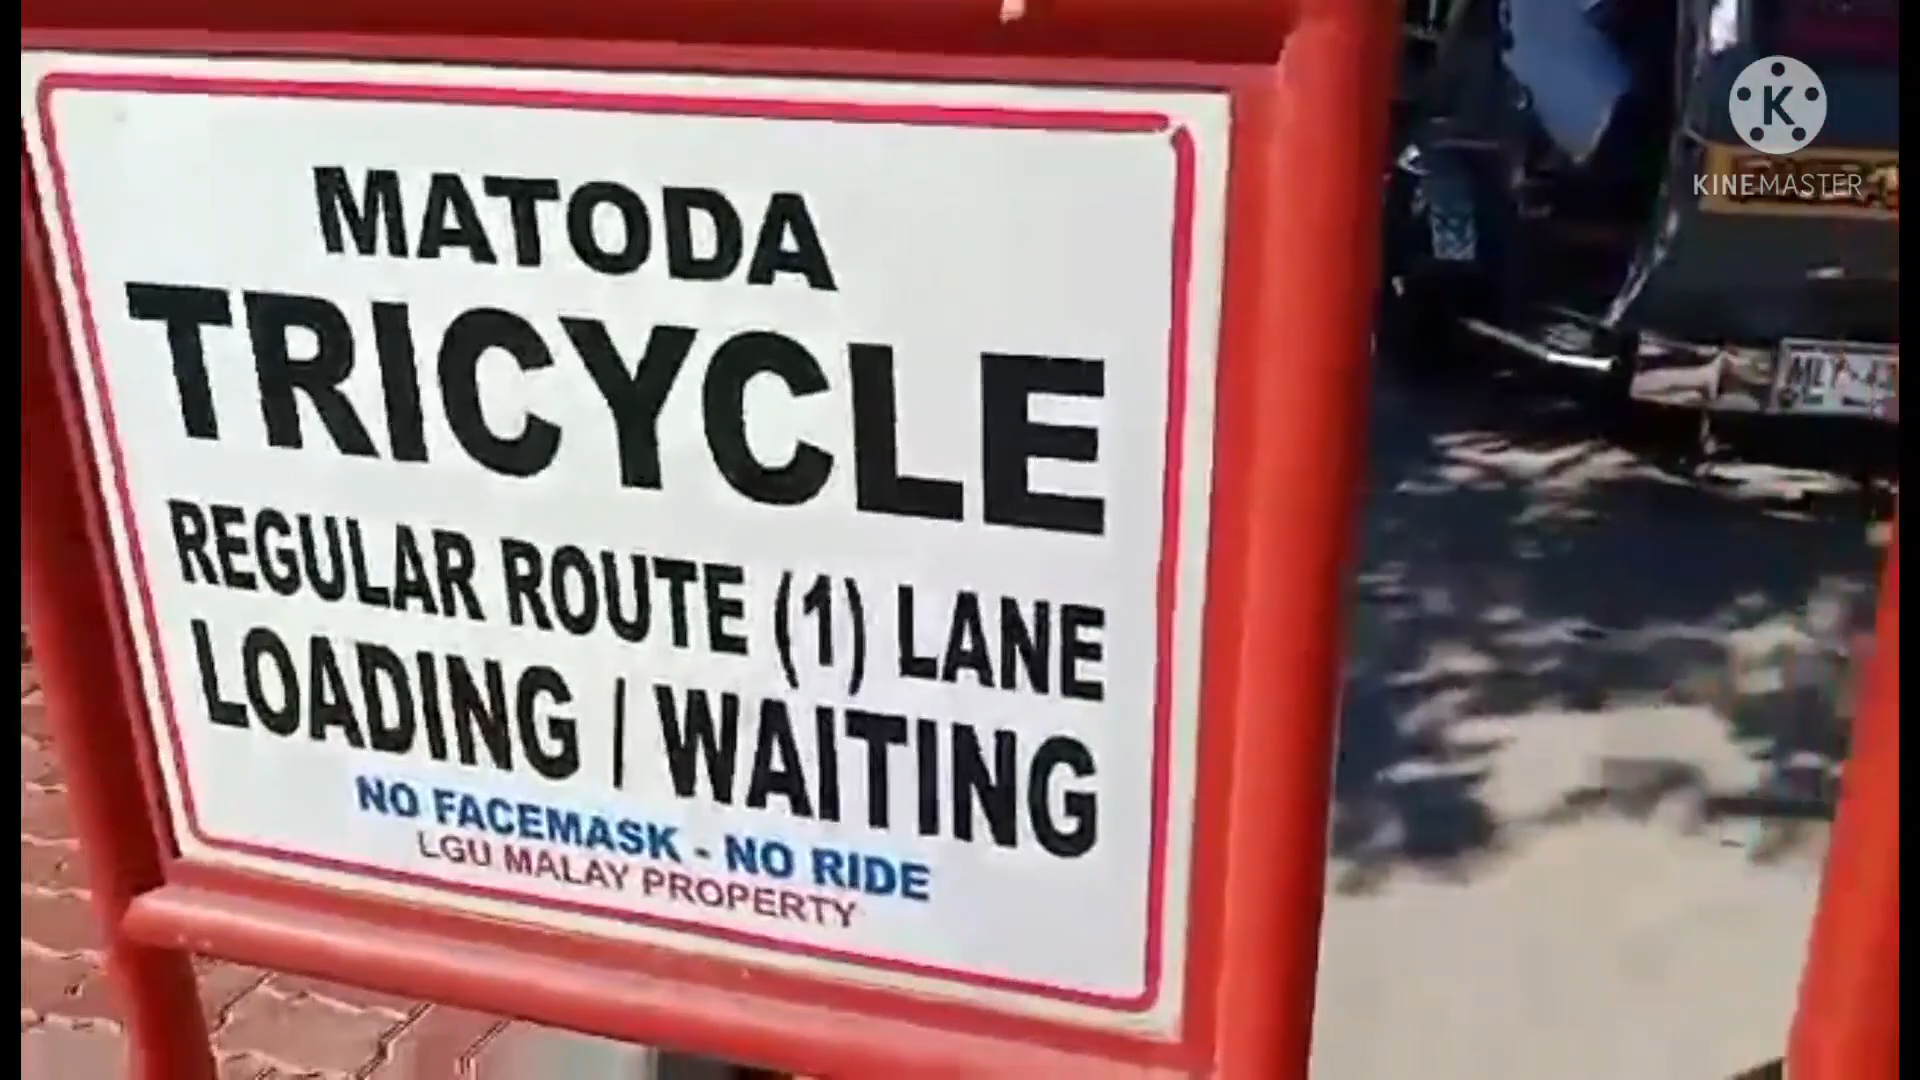 MATODA
TRICYCLE
REGULAR ROUTE (1) LANE
LOADING | WAITING
NO FACEMASK - NO RIDE
LGU MALAY PROPERTY
K
KINEMASTER